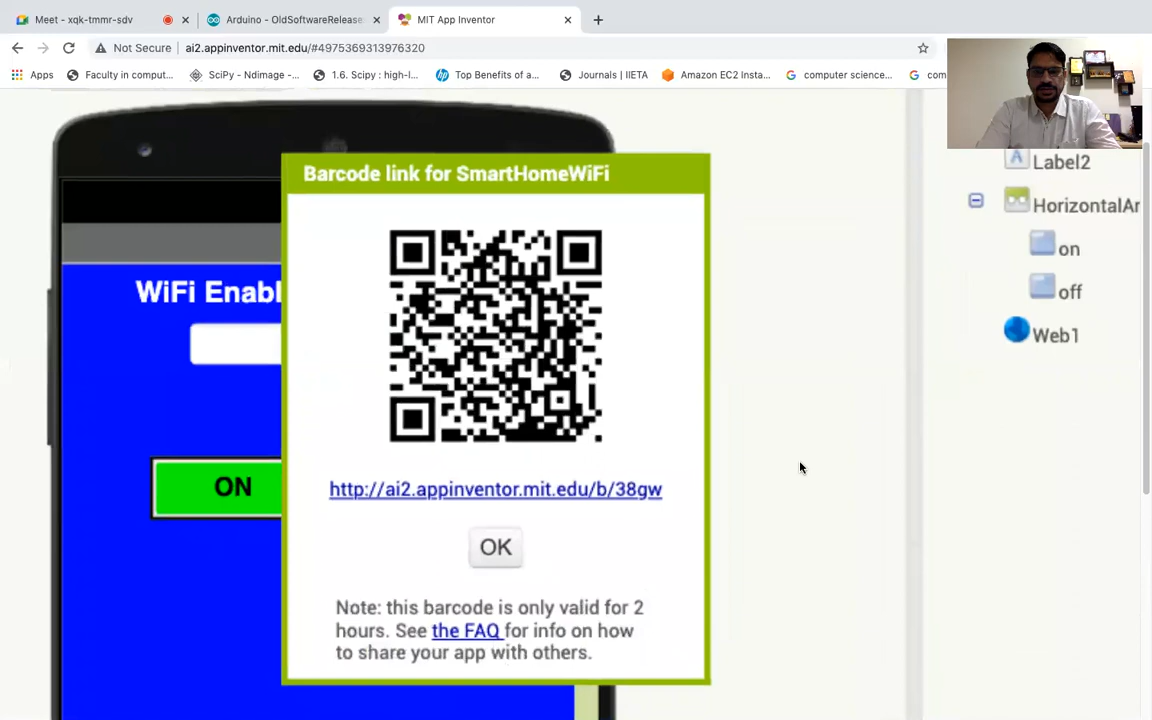 Meet - xqk-tmmr-sdv
Arduino - OldSoftwareRelease
MIT App Inventor
Not Secure
ai2.appinventor.mit.edu/#4975369313976320
Apps
Faculty in comput...
SciPy - Ndimage -...
1.6. Scipy : high-l...
Top Benefits of a...
Journals | IIETA
Amazon EC2 Insta...
computer science...
com
Label2
HorizontalAr
on
off
Web1
Barcode link for SmartHomeWiFi
WiFi Enabl
ON
http://ai2.appinventor.mit.edu/b/38gw
OK
Note: this barcode is only valid for 2
hours. See the FAQ for info on how
to share your app with others.